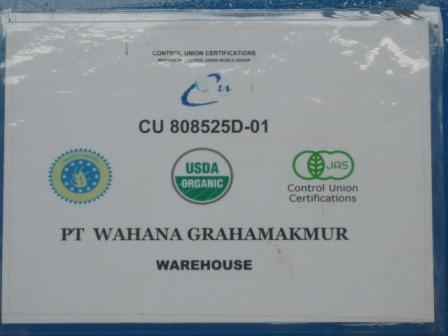 CONTROL UNION CERTIFICATIONS
Cu
CU 808525D-01
USDA
ORGANIC
JAS
Control Union
Certifications
PT WAHANA GRAHAMAKMUR
WAREHOUSE